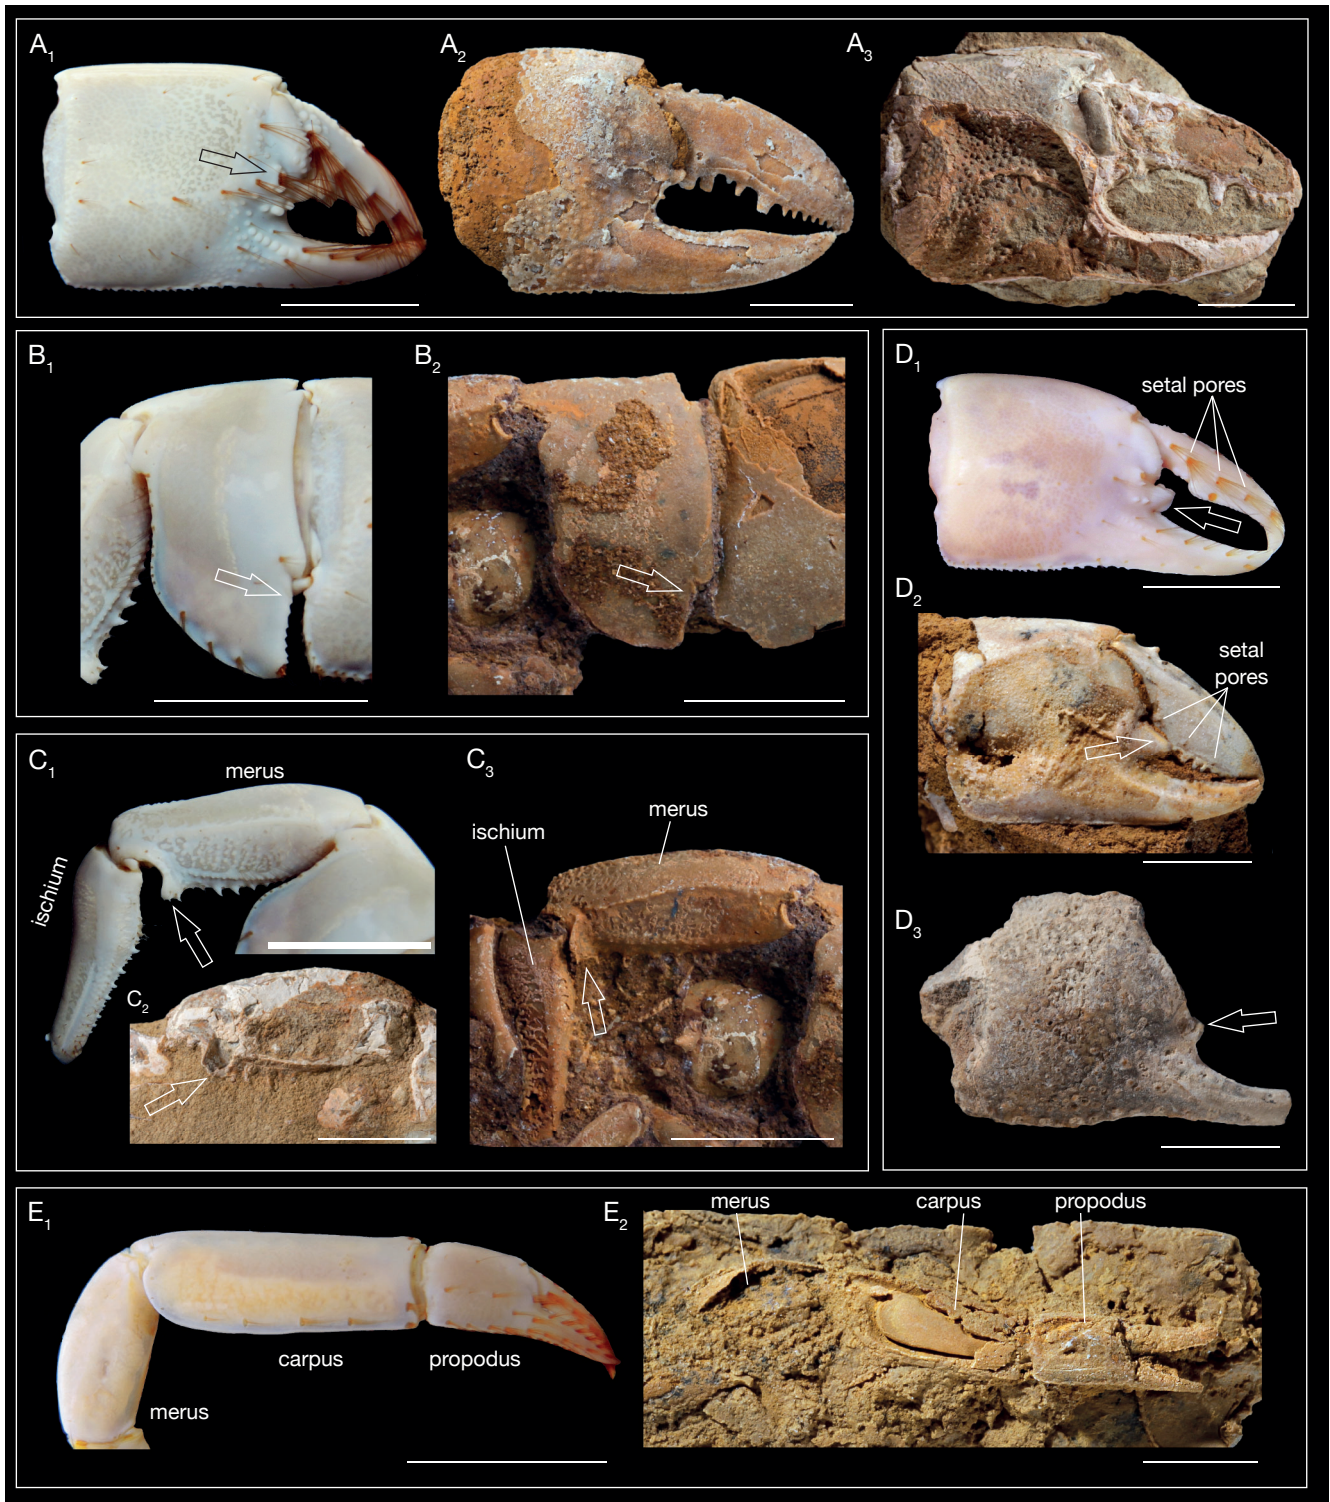 A1
A2
A3
B1
B2
D1
setal pores
D2
setal
pores
C1
merus
ischium
C2
C3
ischium
merus
D3
E1
merus
carpus
propodus
E2
merus
carpus
propodus